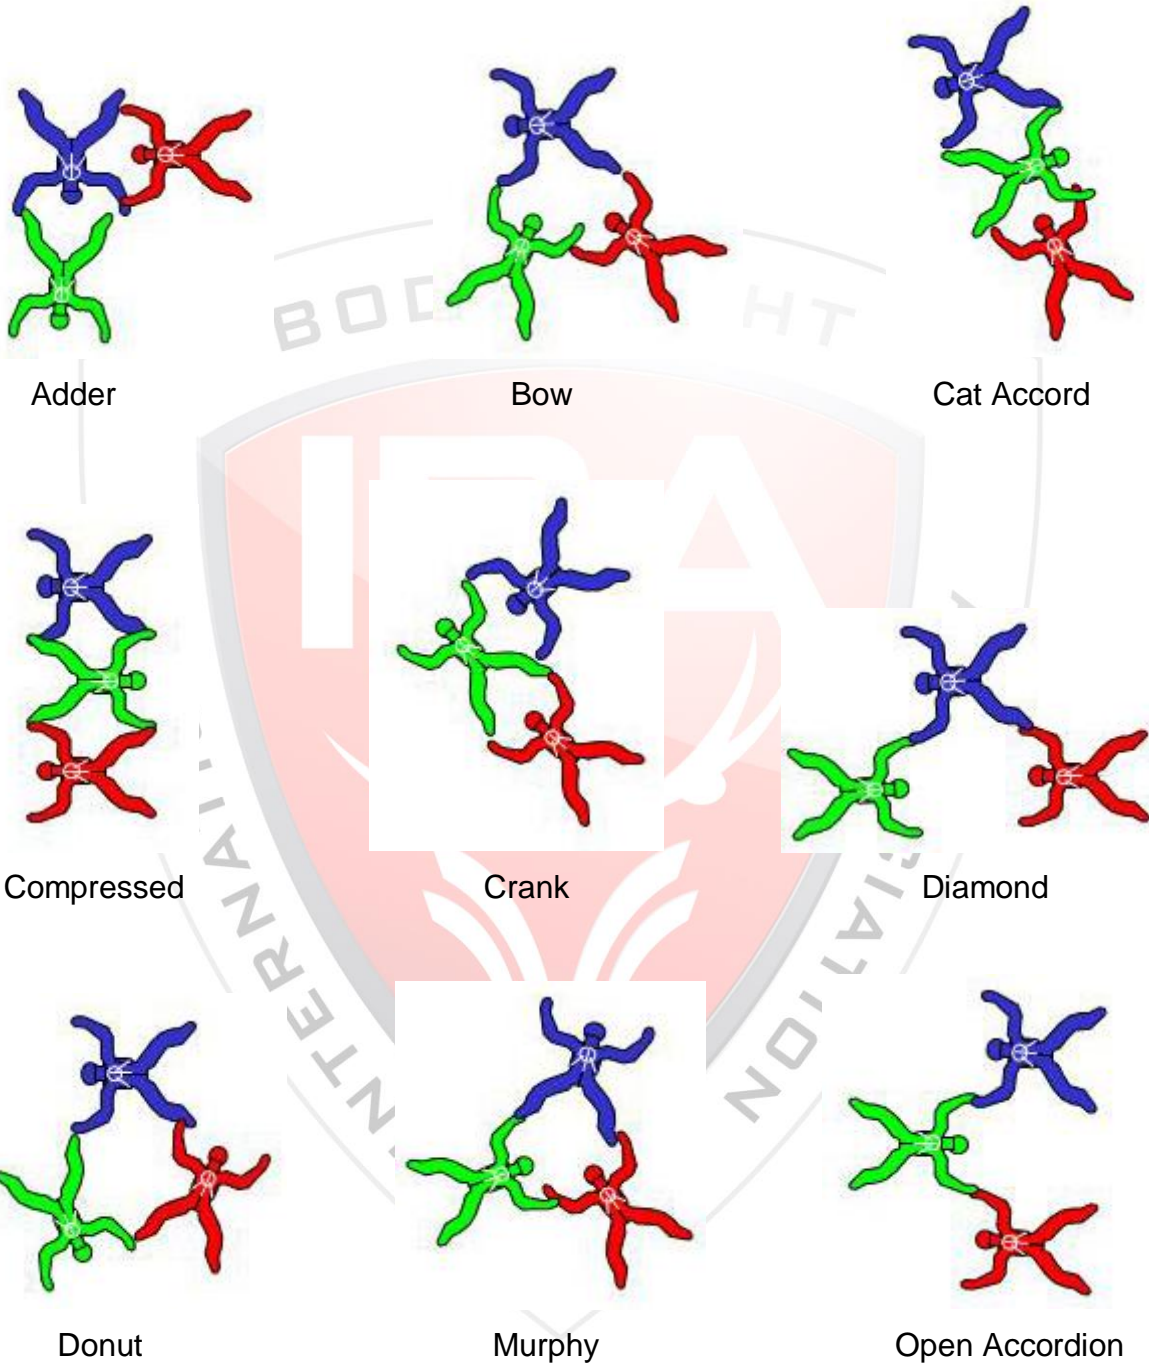 Adder
Bow
Cat Accord
Compressed
Crank
Diamond
Donut
Murphy
Open Accordion